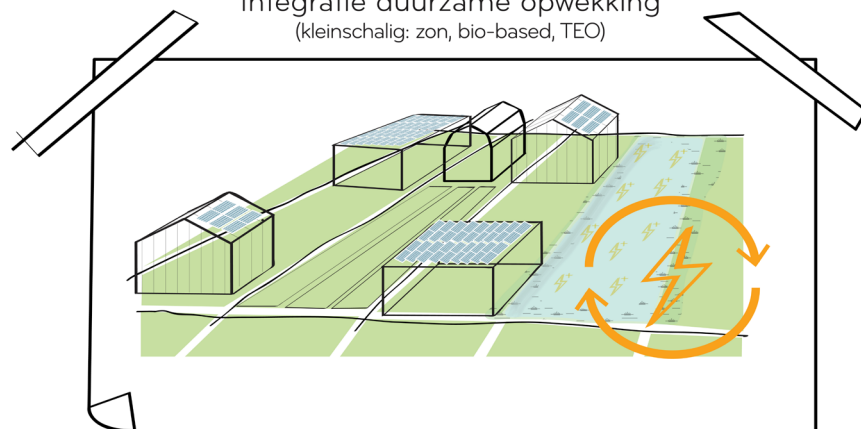 integratie duurzame opwekking
(kleinschalig: zon, bio-based, TEO)